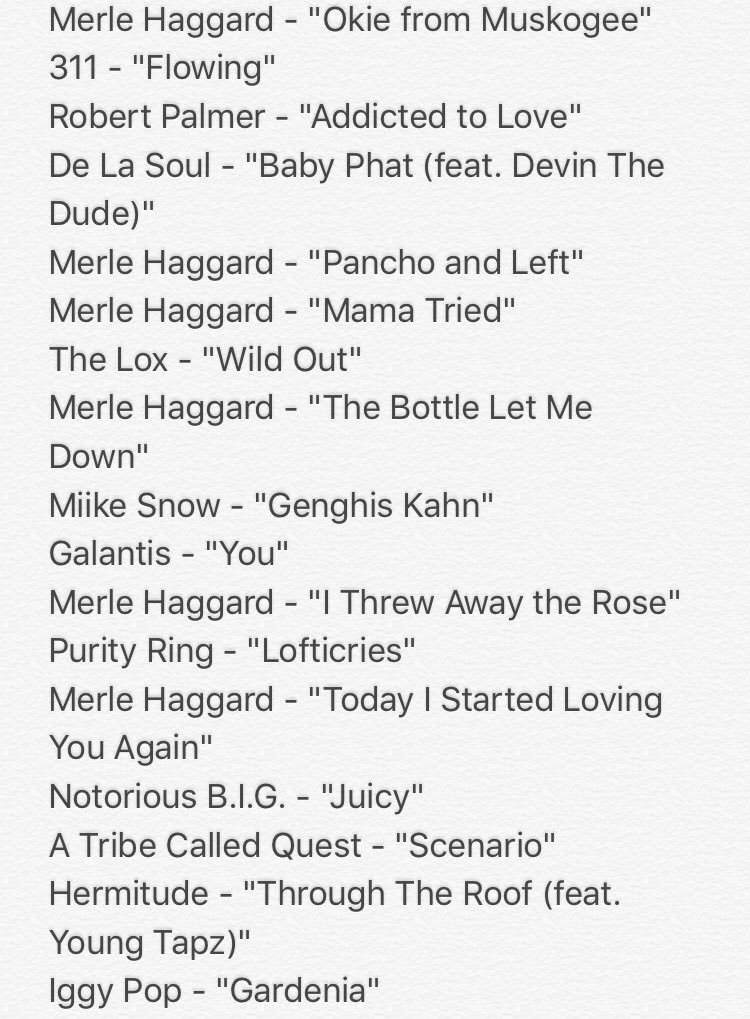 Merle Haggard - "Okie from Muskogee"
311 - "Flowing"
Robert Palmer - "Addicted to Love"
De La Soul - "Baby Phat (feat. Devin The
Dude)"
Merle Haggard - "Pancho and Left"
Merle Haggard - "Mama Tried"
The Lox - "Wild Out"
Merle Haggard - "The Bottle Let Me
Down"
Miike Snow - "Genghis Kahn"
Galantis - "You"
Merle Haggard - "I Threw Away the Rose"
Purity Ring - "Lofticries"
Merle Haggard - "Today I Started Loving
You Again"
Notorious B.I.G. - "Juicy"
A Tribe Called Quest - "Scenario"
Hermitude - "Through The Roof (feat.
Young Tapz)"
Iggy Pop - "Gardenia"